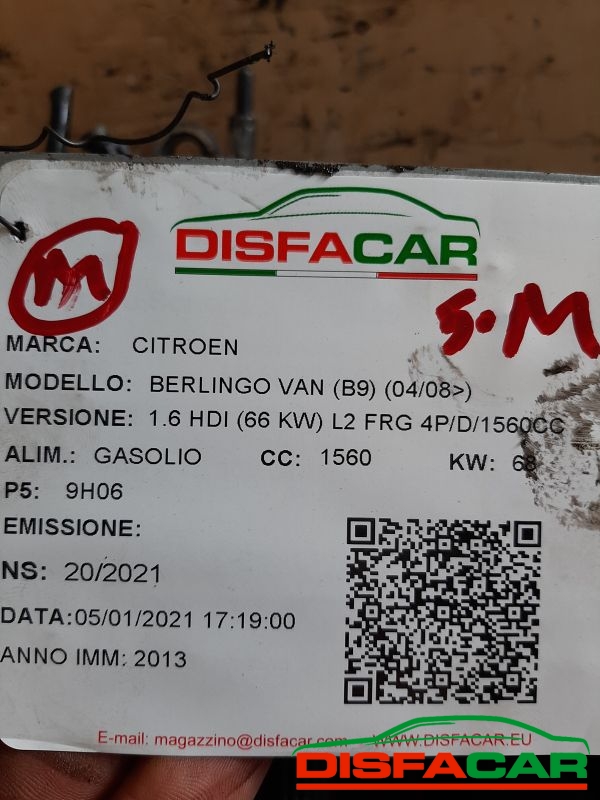 DISFACAR
M
S.M
MARCA: CITROEN
MODELLO: BERLINGO VAN (B9) (04/08>)
VERSIONE: 1.6 HDI (66 KW) L2 FRG 4P/D/1560CC
ALIM.: GASOLIO CC: 1560 KW: 68
P5: 9H06
EMISSIONE:
NS: 20/2021
DATA:05/01/2021 17:19:00
ANNO IMM: 2013
E-mail: magazzino@disfacar.com - WWW.DISFACAR.EU
DISFACAR